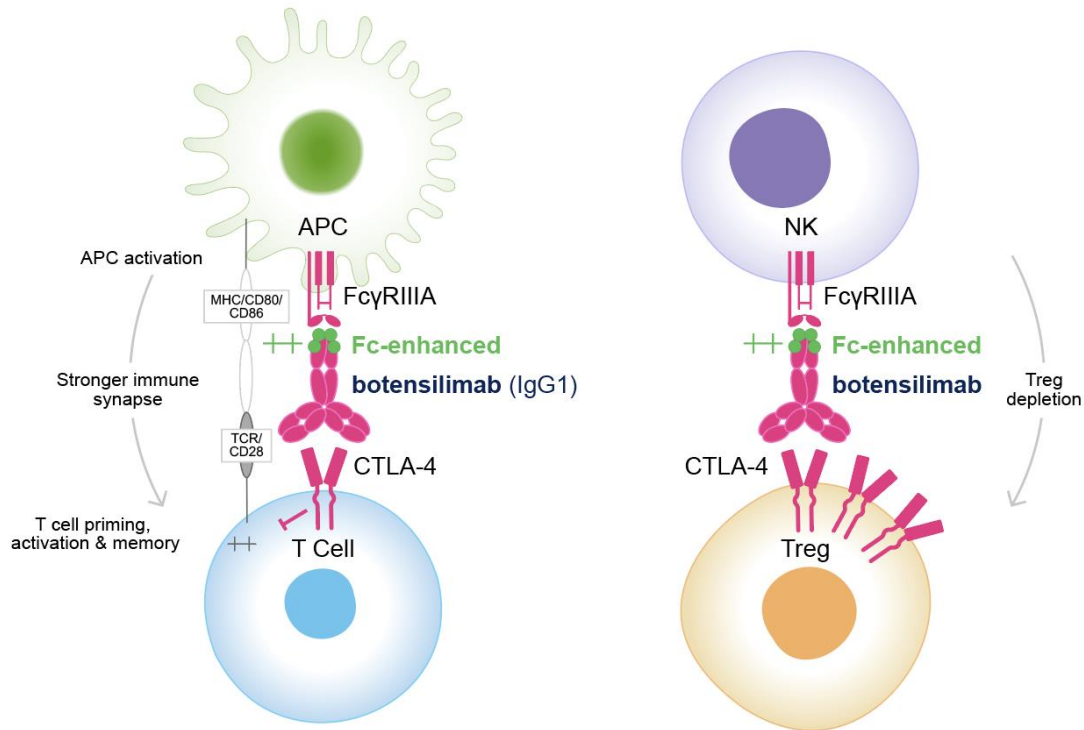 APC
APC activation
MHC/CD80/
CD86
FcγRIIIA
Fc-enhanced
botensilimab (IgG1)
Stronger immune
synapse
TCR/
CD28
CTLA-4
T cell priming,
activation & memory
T Cell
NK
FcγRIIIA
Fc-enhanced
botensilimab
Treg
depletion
CTLA-4
Treg